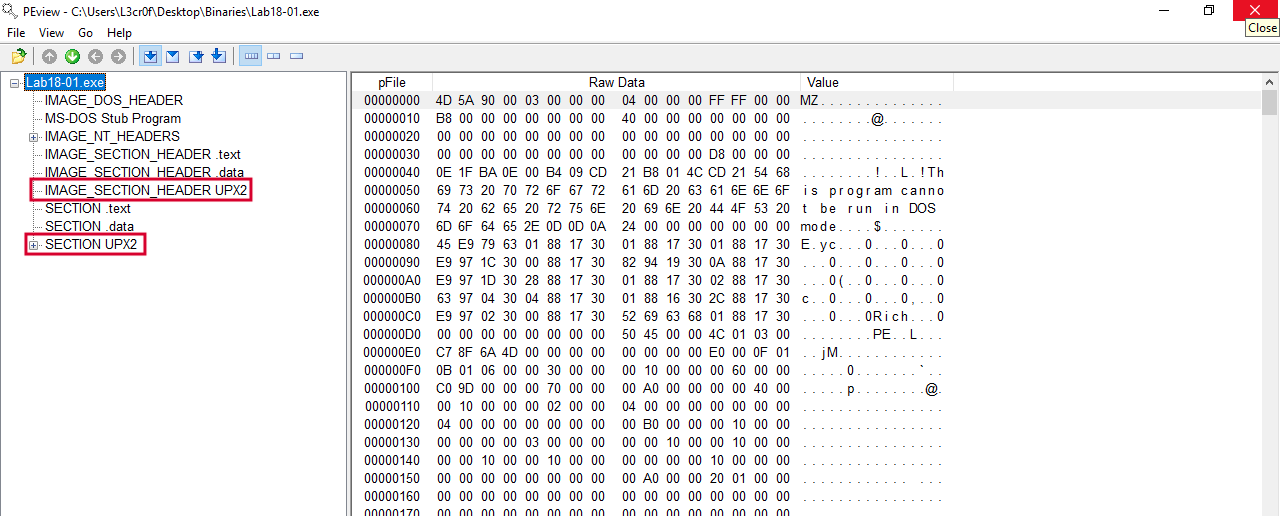 PEview - C:\Users\L3cr0f\Desktop\Binaries\Lab18-01.exe
Close
File View Go Help
Lab18-01.exe
IMAGE_DOS_HEADER
MS-DOS Stub Program
IMAGE_NT_HEADERS
IMAGE_SECTION_HEADER .text
IMAGE_SECTION_HEADER .data
IMAGE_SECTION_HEADER UPX2
SECTION .text
SECTION .data
SECTION UPX2
pFile Raw Data Value
00000000 4D 5A 90 00 03 00 00 00 04 00 00 00 FF FF 00 00 MZ..............
00000010 B8 00 00 00 00 00 00 00 40 00 00 00 00 00 00 00 ........@.......
00000020 00 00 00 00 00 00 00 00 00 00 00 00 00 00 00 00 ................
00000030 00 00 00 00 00 00 00 00 00 00 00 00 D8 00 00 00 ................
00000040 0E 1F BA 0E 00 B4 09 CD 21 B8 01 4C CD 21 54 68 ........!..L.!Th
00000050 69 73 20 70 72 6F 67 72 61 6D 20 63 61 6E 6E 6F is program canno
00000060 74 20 62 65 20 72 75 6E 20 69 6E 20 44 4F 53 20 t be run in DOS
00000070 6D 6F 64 65 2E 0D 0D 0A 24 00 00 00 00 00 00 00 mode....$.......
00000080 45 E9 79 63 01 88 17 30 01 88 17 30 01 88 17 30 E.yc...0...0...0
00000090 E9 97 1C 30 00 88 17 30 82 94 19 30 0A 88 17 30 ...0...0...0...0
000000A0 E9 97 1D 30 28 88 17 30 01 88 17 30 02 88 17 30 ...0(..0...0...0
000000B0 63 97 04 30 04 88 17 30 01 88 16 30 2C 88 17 30 c..0...0...0,..0
000000C0 E9 97 02 30 00 88 17 30 52 69 63 68 01 88 17 30 ...0...0Rich...0
000000D0 00 00 00 00 00 00 00 00 50 45 00 00 4C 01 03 00 ........PE..L...
000000E0 C7 8F 6A 4D 00 00 00 00 00 00 00 00 E0 00 0F 01 ..jM............
000000F0 0B 01 06 00 00 30 00 00 00 10 00 00 00 60 00 00 .....0.......`..
00000100 C0 9D 00 00 00 70 00 00 00 A0 00 00 00 00 40 00 .....p........@.
00000110 00 10 00 00 00 02 00 00 04 00 00 00 00 00 00 00 ................
00000120 04 00 00 00 00 00 00 00 00 B0 00 00 00 10 00 00 ................
00000130 00 00 00 00 03 00 00 00 00 00 10 00 00 10 00 00 ................
00000140 00 00 10 00 00 10 00 00 00 00 00 00 10 00 00 00 ................
00000150 00 00 00 00 00 00 00 00 00 A0 00 00 20 01 00 00 ............ ...
00000160 00 00 00 00 00 00 00 00 00 00 00 00 00 00 00 00 ................